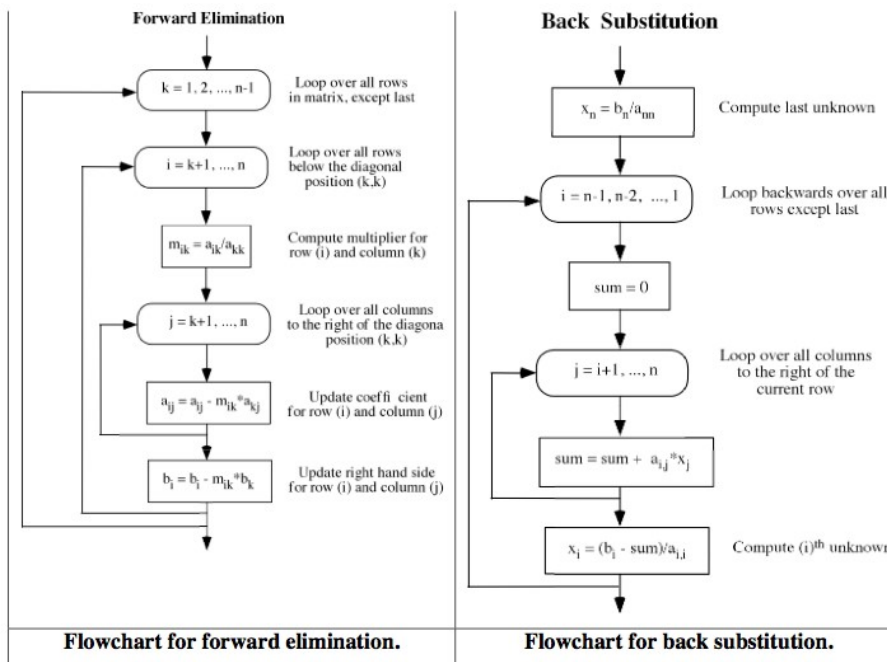 Forward Elimination
k = 1, 2, ..., n-1
Loop over all rows
in matrix, except last
i = k+1, ..., n
Loop over all rows
below the diagonal
position (k,k)
m_ik = a_ik/a_kk
Compute multiplier for
row (i) and column (k)
j = k+1, ..., n
Loop over all columns
to the right of the diagona
position (k,k)
a_ij = a_ij - m_ik*a_kj
Update coeffi cient
for row (i) and column (j)
b_i = b_i - m_ik*b_k
Update right hand side
for row (i) and column (j)
Flowchart for forward elimination.
Back Substitution
x_n = b_n/a_nn
Compute last unknown
i = n-1, n-2, ..., 1
Loop backwards over all
rows except last
sum = 0
j = i+1, ..., n
Loop over all columns
to the right of the
current row
sum = sum + a_i,j*x_j
x_i = (b_i - sum)/a_i,i
Compute (i)th unknown
Flowchart for back substitution.